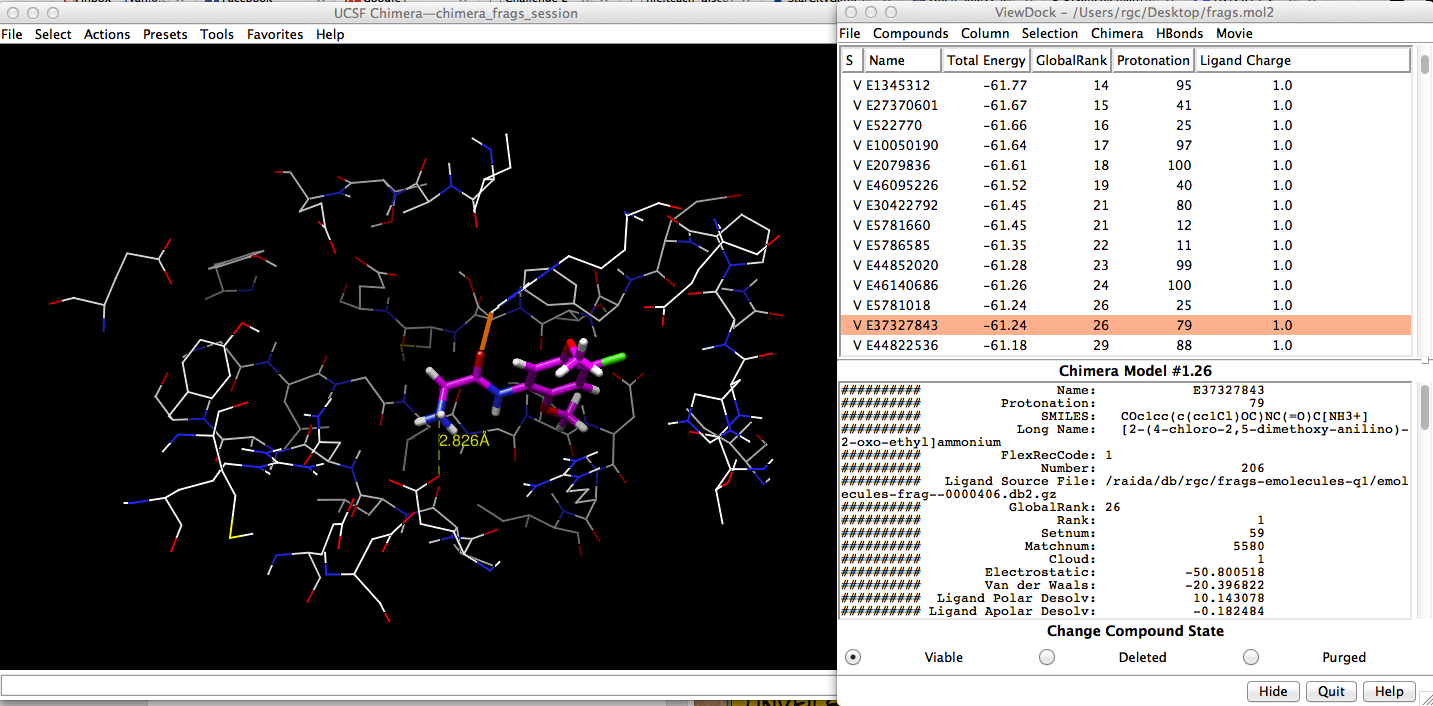 UCSF Chimera—chimera_frags_session
File Select Actions Presets Tools Favorites Help
2.826Å
ViewDock – /Users/rgc/Desktop/frags.mol2
File Compounds Column Selection Chimera HBonds Movie
S Name Total Energy GlobalRank Protonation Ligand Charge
V E1345312 -61.77 14 95 1.0
V E27370601 -61.67 15 41 1.0
V E522770 -61.66 16 25 1.0
V E10050190 -61.64 17 97 1.0
V E2079836 -61.61 18 100 1.0
V E46095226 -61.52 19 40 1.0
V E30422792 -61.45 21 80 1.0
V E5781660 -61.45 21 12 1.0
V E5786585 -61.35 22 11 1.0
V E44852020 -61.28 23 99 1.0
V E46140686 -61.26 24 100 1.0
V E5781018 -61.24 26 25 1.0
V E37327843 -61.24 26 79 1.0
V E44822536 -61.18 29 88 1.0
Chimera Model #1.26
########## Name: E37327843
########## Protonation: 79
########## SMILES: COc1cc(c(cc1Cl)OC)NC(=O)C[NH3+]
########## Long Name: [2-(4-chloro-2,5-dimethoxy-anilino)-
2-oxo-ethyl]ammonium
########## FlexRecCode: 1
########## Number: 206
########## Ligand Source File: /raida/db/rgc/frags-emolecules-q1/emol
ecules-frag--0000406.db2.gz
########## GlobalRank: 26
########## Rank: 1
########## Setnum: 59
########## Matchnum: 5580
########## Cloud: 1
########## Electrostatic: -50.800518
########## Van der Waals: -20.396822
########## Ligand Polar Desolv: 10.143078
########## Ligand Apolar Desolv: -0.182484
Change Compound State
Viable Deleted Purged
Hide Quit Help